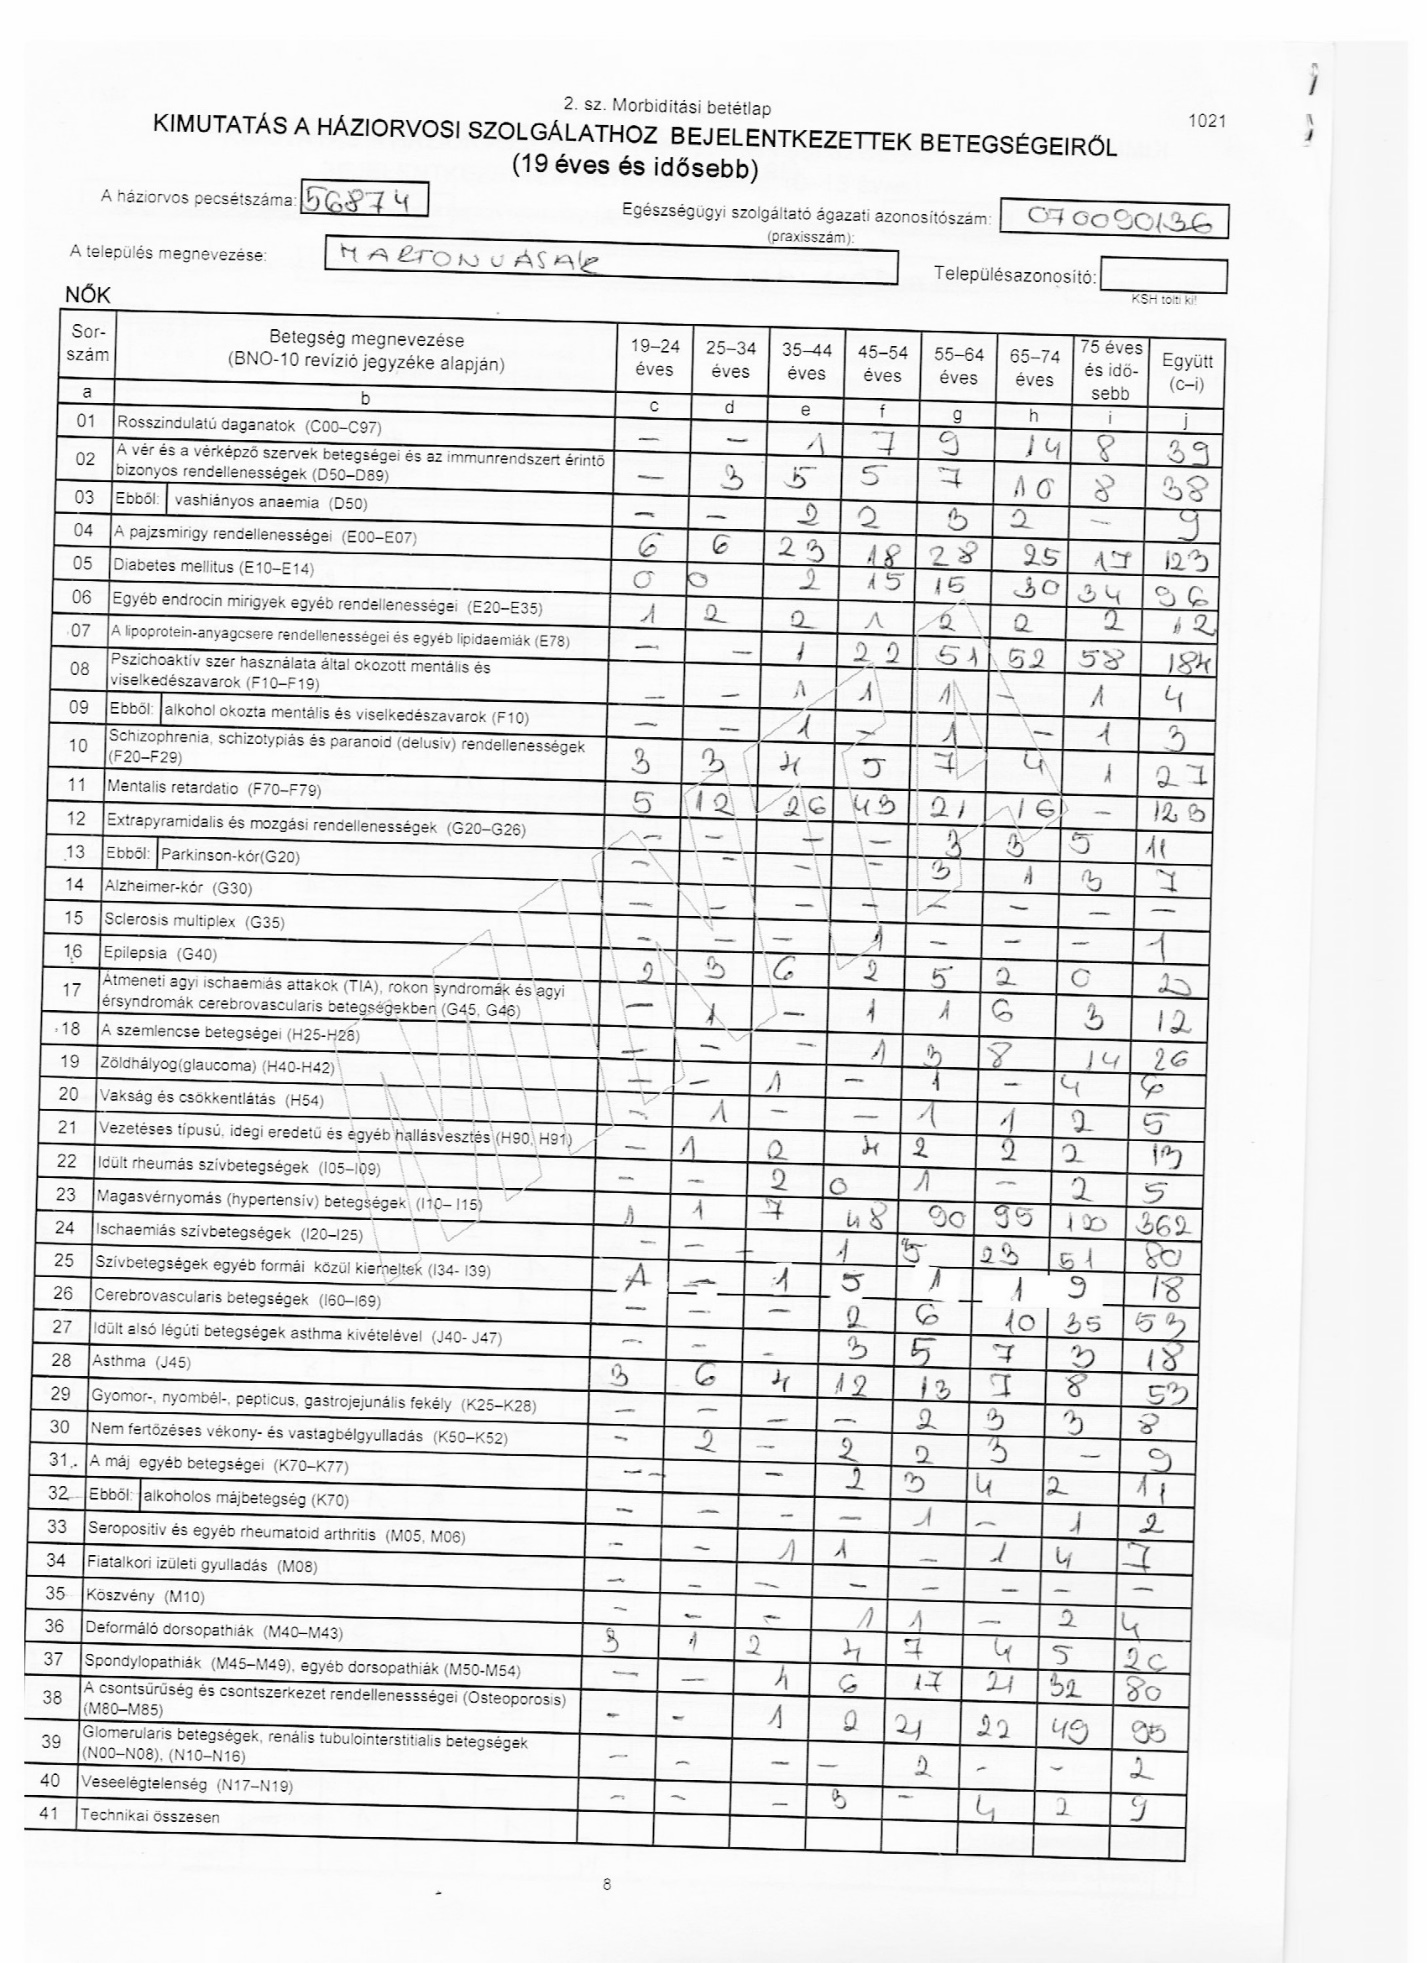 2. sz. Morbiditási betétlap
1021
KIMUTATÁS A HÁZIORVOSI SZOLGÁLATHOZ BEJELENTKEZETTEK BETEGSÉGEIRŐL
(19 éves és idősebb)
A háziorvos pecsétszáma: 56874
Egészségügyi szolgáltató ágazati azonosítószám: 070090136
(praxisszám):
A település megnevezése: MARTONVÁSÁR
Településazonosító:
KSH tölti ki!
NŐK
Sor-szám Betegség megnevezése (BNO-10 revízió jegyzéke alapján) 19–24 éves 25–34 éves 35–44 éves 45–54 éves 55–64 éves 65–74 éves 75 éves és idő-sebb Együtt (c–i)
a b c d e f g h i j
01 Rosszindulatú daganatok (C00–C97) – – 1 7 9 14 8 39
02 A vér és a vérképző szervek betegségei és az immunrendszert érintő bizonyos rendellenességek (D50–D89) – 3 5 5 7 10 8 38
03 Ebből: vashiányos anaemia (D50) – – 2 2 3 2 – 9
04 A pajzsmirigy rendellenességei (E00–E07) 6 6 23 18 28 25 17 123
05 Diabetes mellitus (E10–E14) 0 0 2 15 15 30 34 96
06 Egyéb endrocin mirigyek egyéb rendellenességei (E20–E35) 1 2 2 1 2 2 2 12
07 A lipoprotein-anyagcsere rendellenességei és egyéb lipidaemiák (E78) – – 1 22 51 52 58 184
08 Pszichoaktív szer használata által okozott mentális és viselkedészavarok (F10–F19) – – 1 1 1 – 1 4
09 Ebből: alkohol okozta mentális és viselkedészavarok (F10) – – 1 – 1 – 1 3
10 Schizophrenia, schizotypiás és paranoid (delusiv) rendellenességek (F20–F29) 3 3 4 5 7 4 1 27
11 Mentalis retardatio (F70–F79) 5 12 26 43 21 16 – 123
12 Extrapyramidalis és mozgási rendellenességek (G20–G26) – – – – 3 3 5 11
13 Ebből: Parkinson-kór(G20) – – – – 3 1 3 7
14 Alzheimer-kór (G30) – – – – – – – –
15 Sclerosis multiplex (G35) – – – 1 – – – 1
16 Epilepsia (G40) 2 3 6 2 5 2 0 20
17 Átmeneti agyi ischaemiás attakok (TIA), rokon syndromák és agyi érsyndromák cerebrovascularis betegségekben (G45, G46) – 1 – 1 1 6 3 12
18 A szemlencse betegségei (H25-H28) – – – 1 3 8 14 26
19 Zöldhályog(glaucoma) (H40-H42) – – 1 – 1 – 4 6
20 Vakság és csökkentlátás (H54) – 1 – – 1 1 2 5
21 Vezetéses típusú, idegi eredetű és egyéb hallásvesztés (H90, H91) – 1 2 4 2 2 2 13
22 Idült rheumás szívbetegségek (I05–I09) – – 2 0 1 – 2 5
23 Magasvérnyomás (hypertensív) betegségek (I10– I15) 1 1 7 48 90 95 120 362
24 Ischaemiás szívbetegségek (I20–I25) – – – 1 5 23 51 80
25 Szívbetegségek egyéb formái közül kiemeltek (I34- I39) 1 – 1 5 1 1 9 18
26 Cerebrovascularis betegségek (I60–I69) – – – 2 6 10 35 53
27 Idült alsó légúti betegségek asthma kivételével (J40- J47) – – – 3 5 7 3 18
28 Asthma (J45) 3 6 4 12 13 7 8 53
29 Gyomor-, nyombél-, pepticus, gastrojejunális fekély (K25–K28) – – – – 2 3 3 8
30 Nem fertőzéses vékony- és vastagbélgyulladás (K50–K52) – 2 – 2 2 3 – 9
31 A máj egyéb betegségei (K70–K77) – – – 2 3 4 2 11
32 Ebből: alkoholos májbetegség (K70) – – – – 1 – 1 2
33 Seropositiv és egyéb rheumatoid arthritis (M05, M06) – – 1 1 – 1 4 7
34 Fiatalkori izületi gyulladás (M08) – – – – – – – –
35 Köszvény (M10) – – – 1 1 – 2 4
36 Deformáló dorsopathiák (M40–M43) 3 1 2 4 7 4 5 26
37 Spondylopathiák (M45–M49), egyéb dorsopathiák (M50-M54) – – 4 6 17 21 32 80
38 A csontsűrűség és csontszerkezet rendellenessségei (Osteoporosis) (M80–M85) – – 1 2 21 22 49 95
39 Glomerularis betegségek, renális tubulointerstitialis betegségek (N00–N08), (N10–N16) – – – – 2 - - 2
40 Veseelégtelenség (N17–N19) – – – 3 – 4 2 9
41 Technikai összesen
MINTA
8